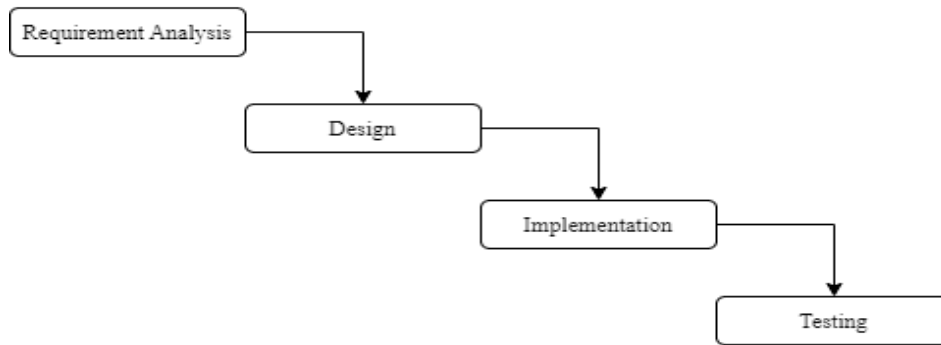 Requirement Analysis
Design
Implementation
Testing